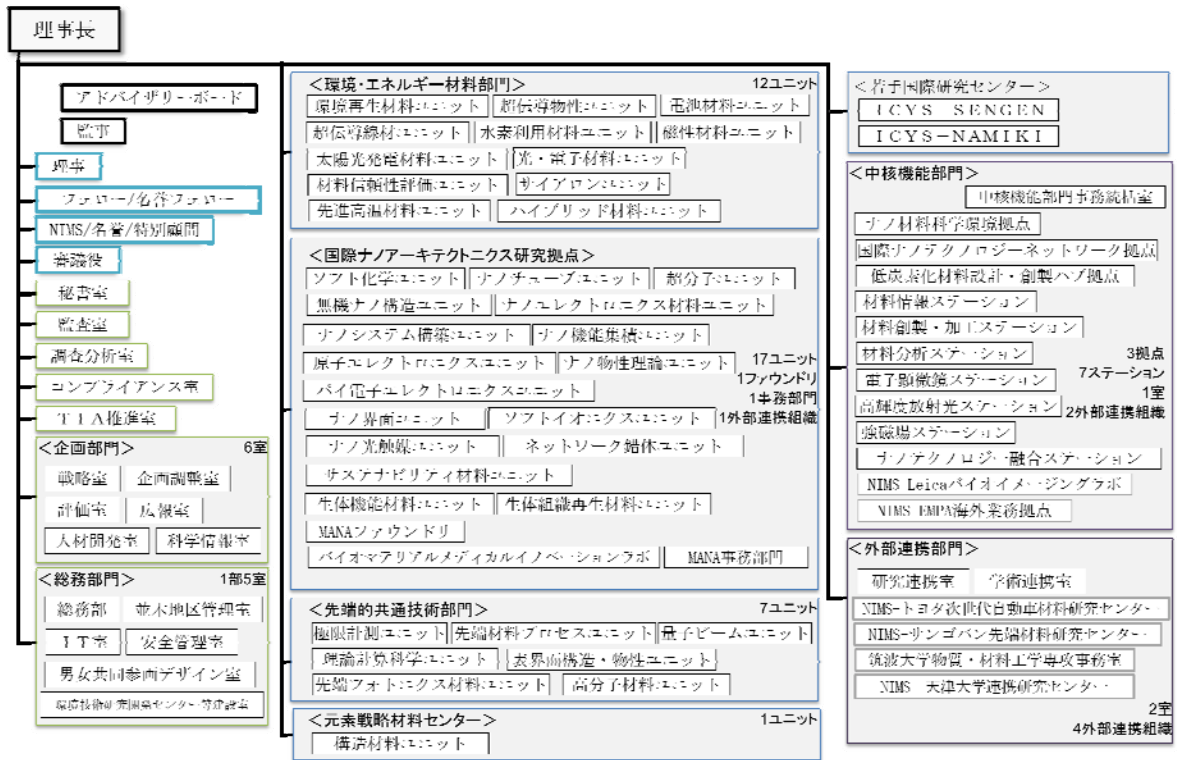 理事長
アドバイザリーボード
監事
理事
フェロー/名誉フェロー
NIMS/名誉/特別顧問
審議役
秘書室
監査室
調査分析室
コンプライアンス室
TIA推進室
＜企画部門＞ 6室
戦略室 企画調整室
評価室 広報室
人材開発室 科学情報室
＜総務部門＞ 1部5室
総務部 並木地区管理室
IT室 安全管理室
男女共同参画デザイン室
環境技術研究開発センター等建設室
＜環境・エネルギー材料部門＞ 12ユニット
環境再生材料ユニット 超伝導物性ユニット 電池材料ユニット
超伝導線材ユニット 水素利用材料ユニット 磁性材料ユニット
太陽光発電材料ユニット 光・電子材料ユニット
材料信頼性評価ユニット サイアロンユニット
先進高温材料ユニット ハイブリッド材料ユニット
＜国際ナノアーキテクトニクス研究拠点＞
ソフト化学ユニット ナノチューブユニット 超分子ユニット
無機ナノ構造ユニット ナノエレクトロニクス材料ユニット
ナノシステム構築ユニット ナノ機能集積ユニット
原子エレクトロニクスユニット ナノ物性理論ユニット
パイ電子エレクトロニクスユニット
ナノ界面ユニット ソフトイオニクスユニット
ナノ光触媒ユニット ネットワーク錯体ユニット
サステナビリティ材料ユニット
生体機能材料ユニット 生体組織再生材料ユニット
MANAファウンドリ
バイオマテリアルメディカルイノベーションラボ MANA事務部門
17ユニット
1ファウンドリ
1事務部門
1外部連携組織
＜先端的共通技術部門＞ 7ユニット
極限計測ユニット 先端材料プロセスユニット 量子ビームユニット
理論計算科学ユニット 表界面構造・物性ユニット
先端フォトニクス材料ユニット 高分子材料ユニット
＜元素戦略材料センター＞ 1ユニット
構造材料ユニット
＜若手国際研究センター＞
ICYS SENGEN
ICYS-NAMIKI
＜中核機能部門＞
中核機能部門事務統括室
ナノ材料科学環境拠点
国際ナノテクノロジーネットワーク拠点
低炭素化材料設計・創製ハブ拠点
材料情報ステーション
材料創製・加工ステーション
材料分析ステーション
電子顕微鏡ステーション
高輝度放射光ステーション
強磁場ステーション
ナノテクノロジー融合ステーション
NIMS Leicaバイオイメージングラボ
NIMS EMPA海外業務拠点
3拠点
7ステーション
1室
2外部連携組織
＜外部連携部門＞
研究連携室 学術連携室
NIMS-トヨタ次世代自動車材料研究センター
NIMS-サンゴバン先端材料研究センター
筑波大学物質・材料工学専攻事務室
NIMS 天津大学連携研究センター
2室
4外部連携組織